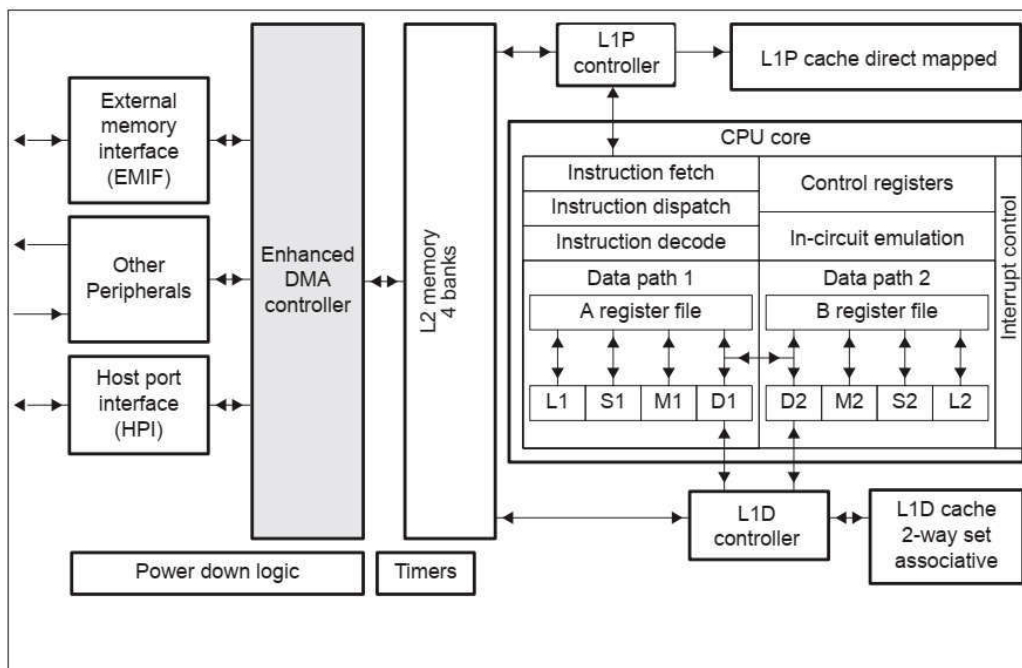 External
memory
interface
(EMIF)
Other
Peripherals
Host port
interface
(HPI)
Enhanced
DMA
controller
L2 memory
4 banks
Power down logic
Timers
L1P
controller
L1P cache direct mapped
CPU core
Instruction fetch
Instruction dispatch
Instruction decode
Control registers
In-circuit emulation
Interrupt control
Data path 1
A register file
L1 S1 M1 D1
Data path 2
B register file
D2 M2 S2 L2
L1D
controller
L1D cache
2-way set
associative